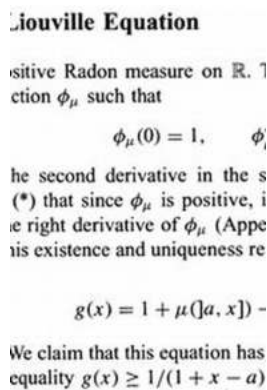 Liouville Equation
sitive Radon measure on ℝ. T
ction ϕ_μ such that
ϕ_μ(0) = 1, ϕ
he second derivative in the s
(*) that since ϕ_μ is positive, i
e right derivative of ϕ_μ (Appe
is existence and uniqueness re
g(x) = 1 + μ(]a, x]) −
We claim that this equation has
equality g(x) ≥ 1/(1 + x − a)